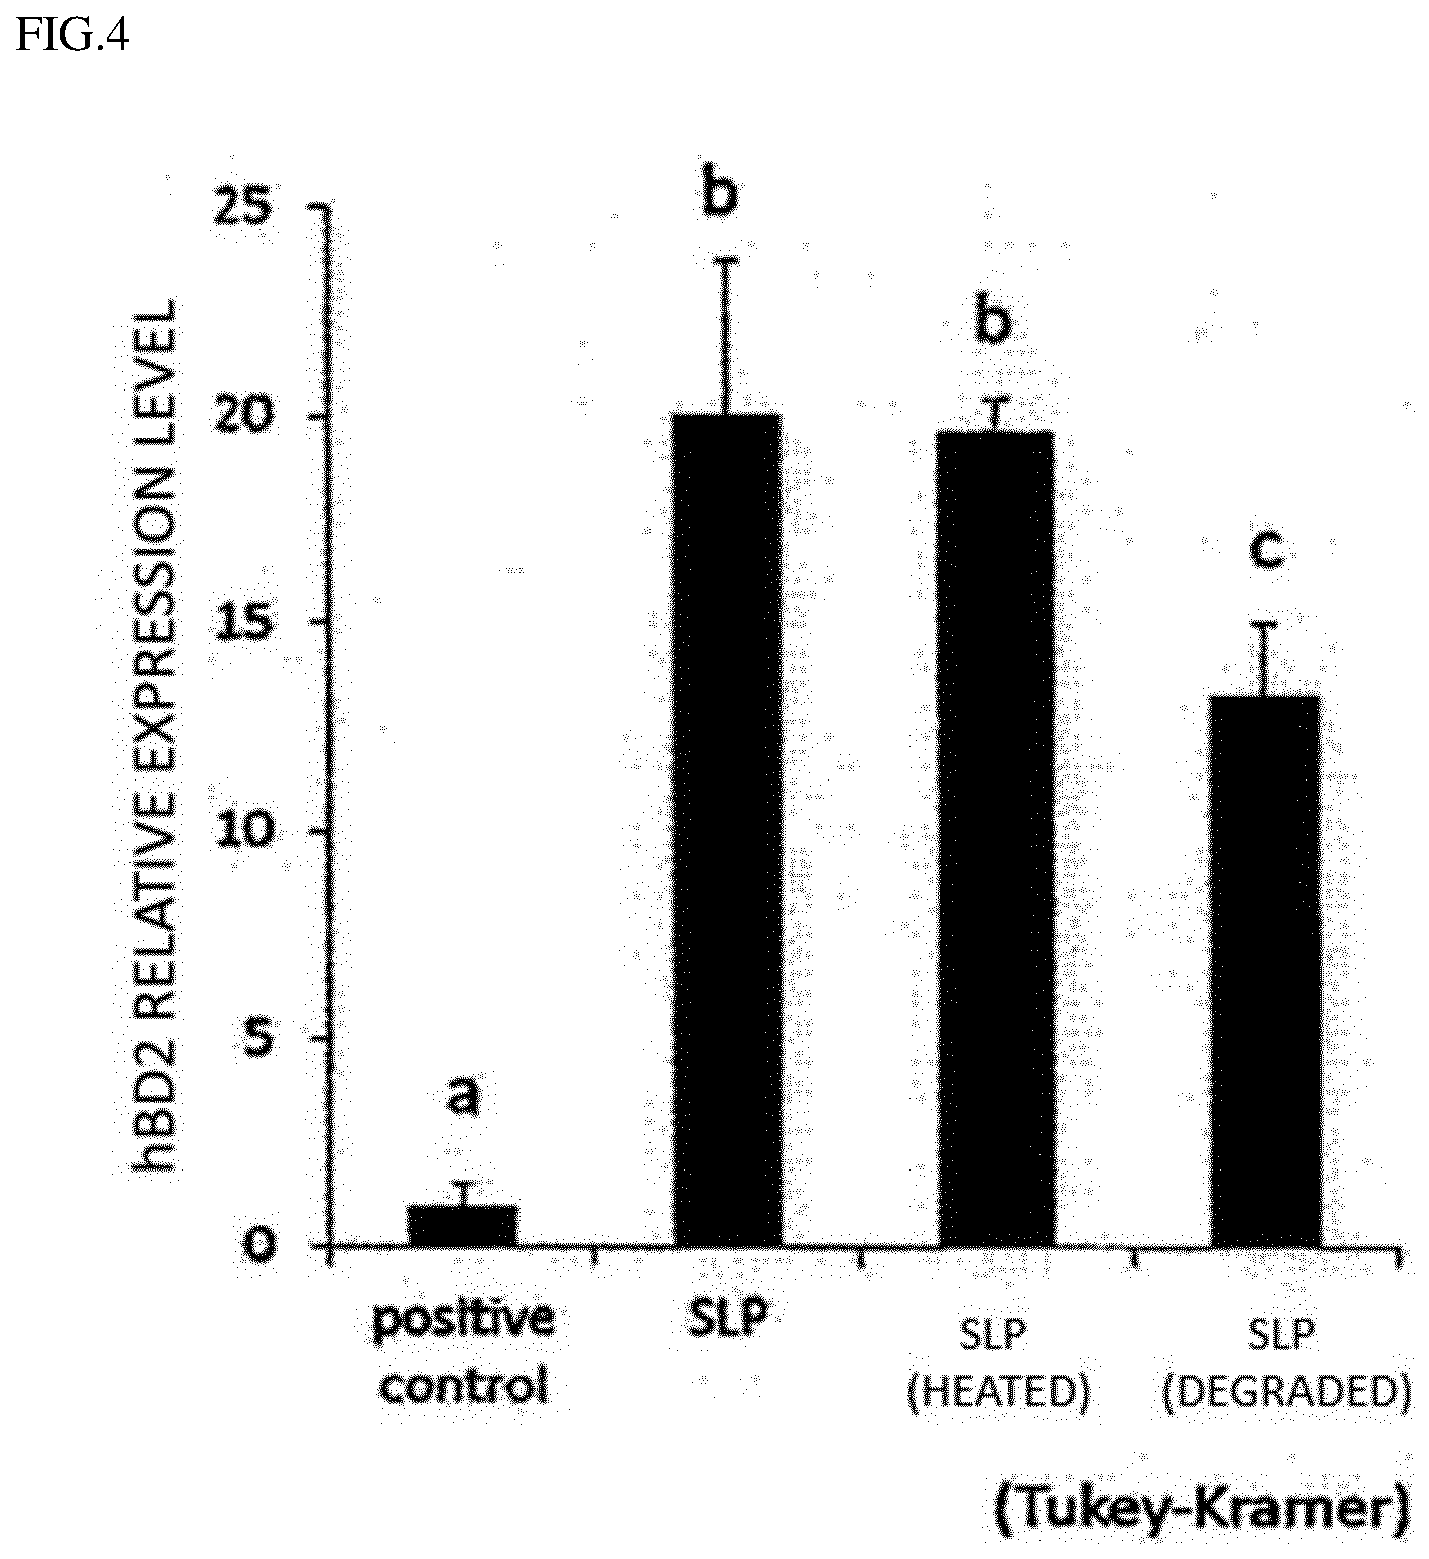 FIG.4
hBD2 RELATIVE EXPRESSION LEVEL
25
20
15
10
5
0
a
b
b
c
positive
control
SLP
SLP
(HEATED)
SLP
(DEGRADED)
(Tukey-Kramer)